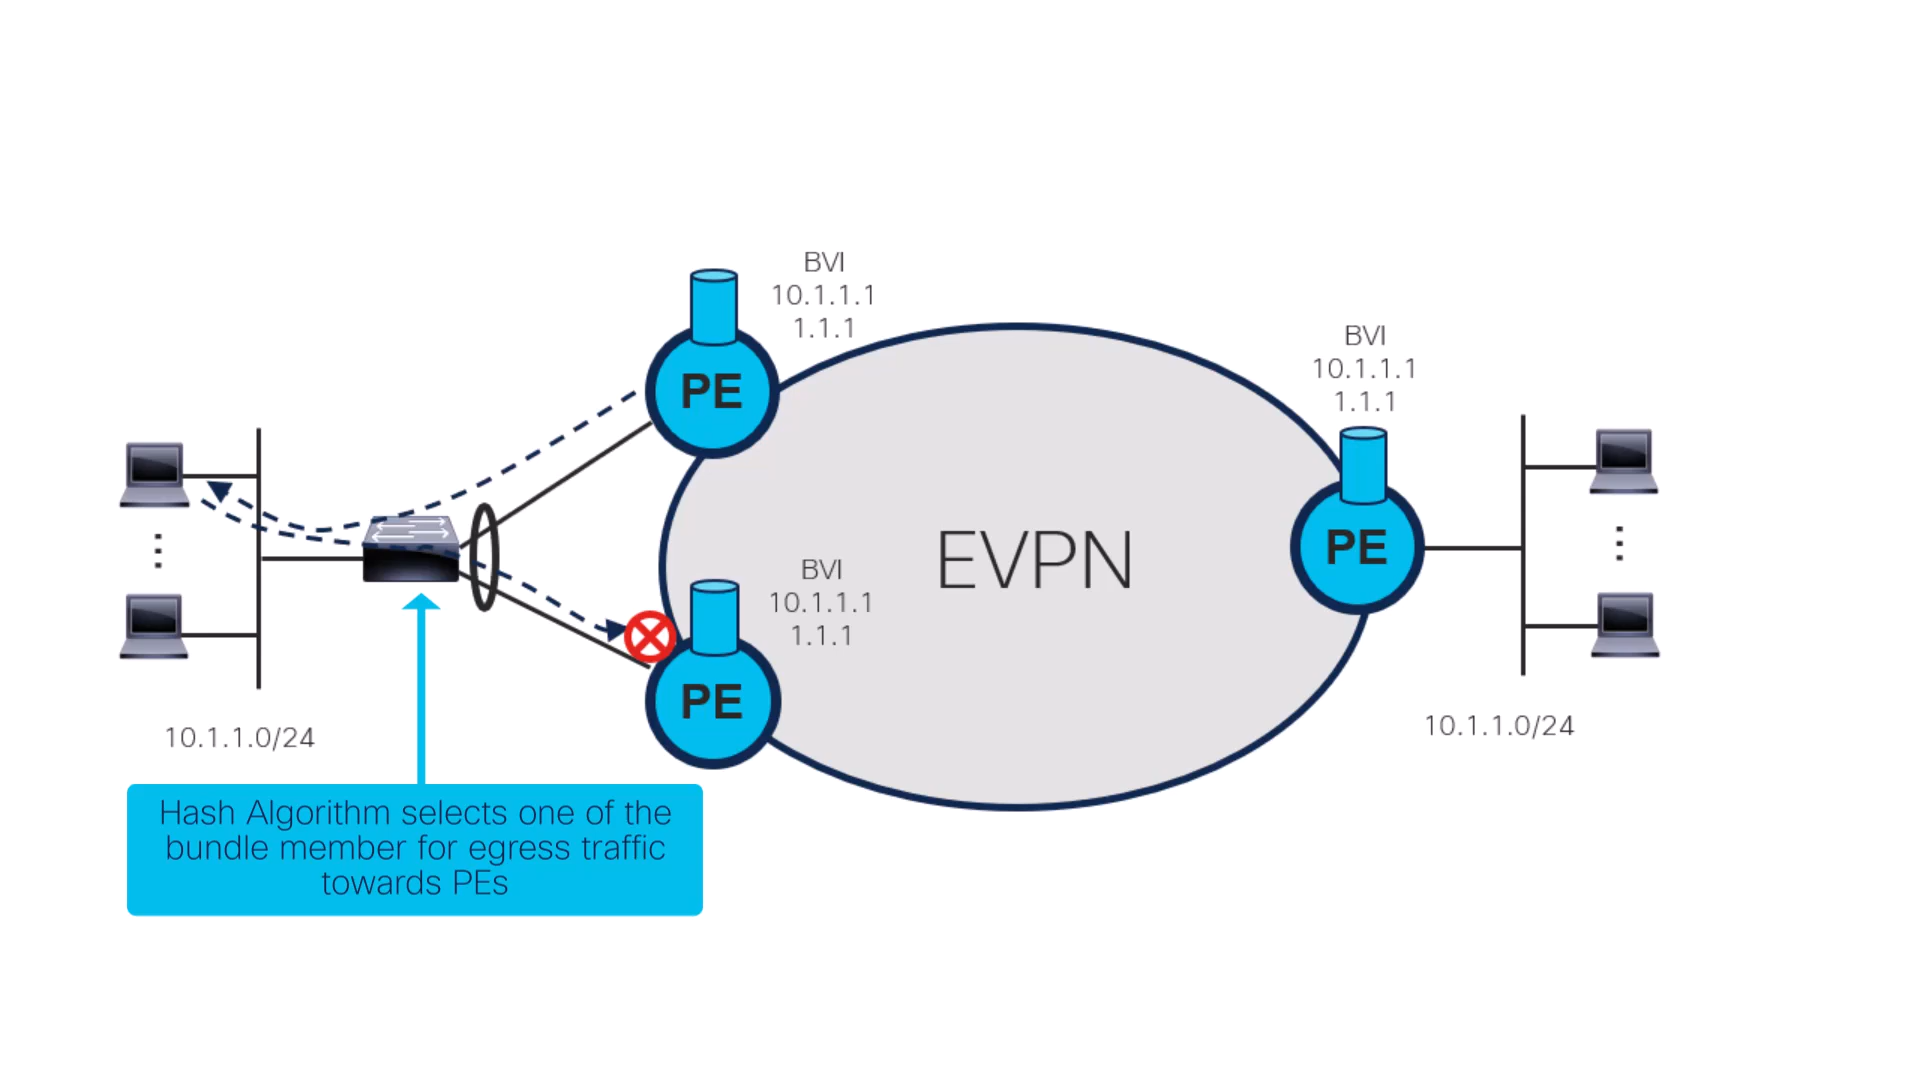 BVI
10.1.1.1
1.1.1
PE
BVI
10.1.1.1
1.1.1
PE
EVPN
BVI
10.1.1.1
1.1.1
PE
10.1.1.0/24
10.1.1.0/24
Hash Algorithm selects one of the
bundle member for egress traffic
towards PEs